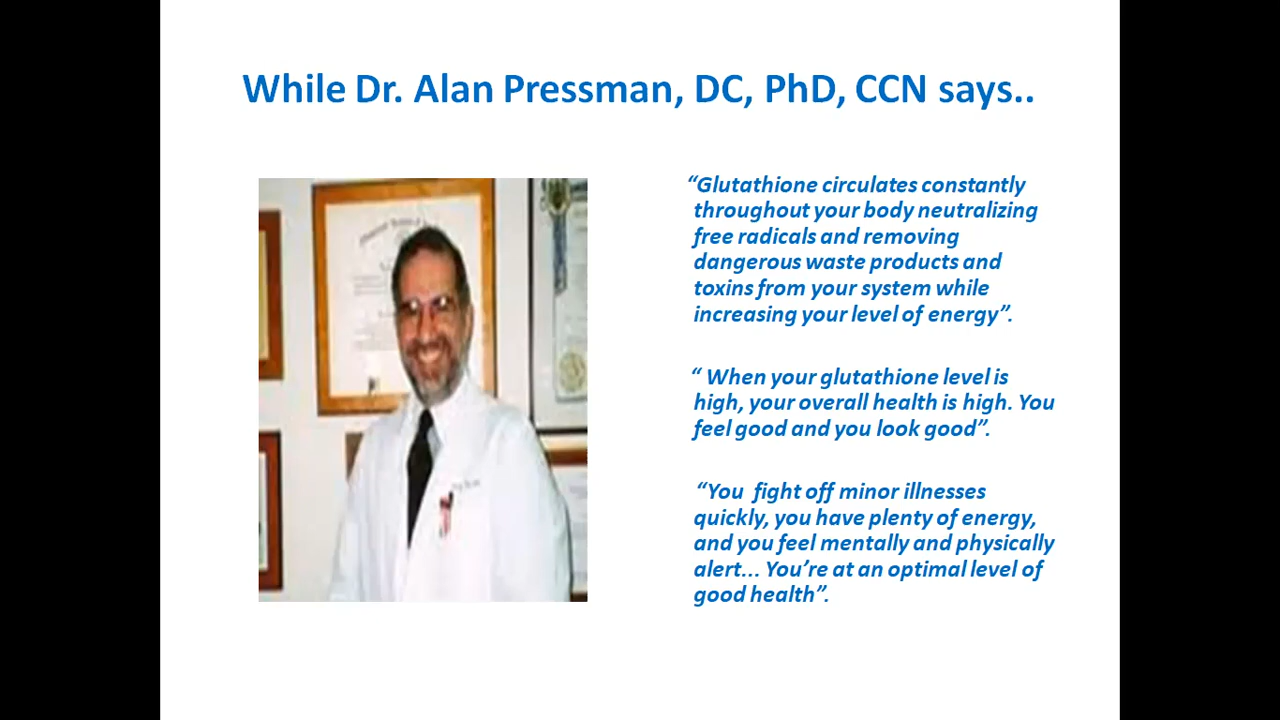 While Dr. Alan Pressman, DC, PhD, CCN says..
“Glutathione circulates constantly
throughout your body neutralizing
free radicals and removing
dangerous waste products and
toxins from your system while
increasing your level of energy”.
“ When your glutathione level is
high, your overall health is high. You
feel good and you look good”.
“You  fight off minor illnesses
quickly, you have plenty of energy,
and you feel mentally and physically
alert... You’re at an optimal level of
good health”.